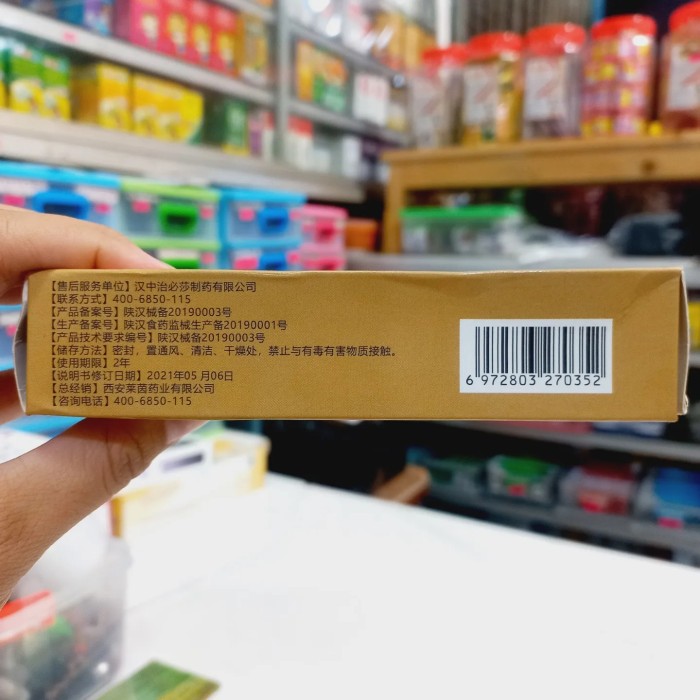 【售后服务单位】汉中治必莎制药有限公司
【联系方式】400-6850-115
【产品备案号】陕汉械备20190003号
【生产备案号】陕汉食药监械生产备20190001号
【产品技术要求编号】陕汉械备20190003号
【储存方法】密封，置通风、清洁、干燥处，禁止与有毒有害物质接触。
【使用期限】2年
【说明书修订日期】2021年05月06日
【总经销】西安莱茵药业有限公司
【咨询电话】400-6850-115
6 972803 270352